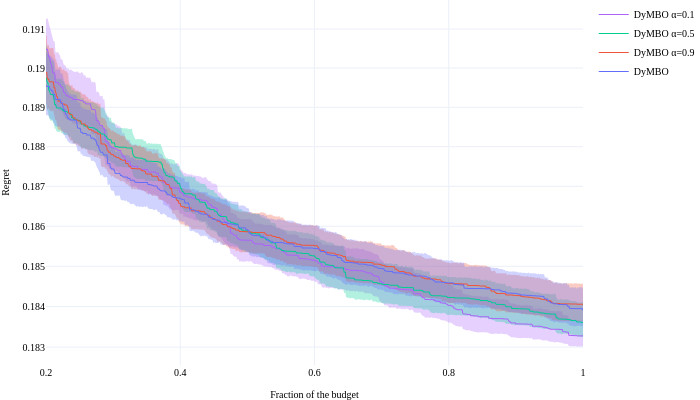 DyMBO α=0.1
DyMBO α=0.5
DyMBO α=0.9
DyMBO
Regret
0.191
0.19
0.189
0.188
0.187
0.186
0.185
0.184
0.183
0.2
0.4
0.6
0.8
1
Fraction of the budget